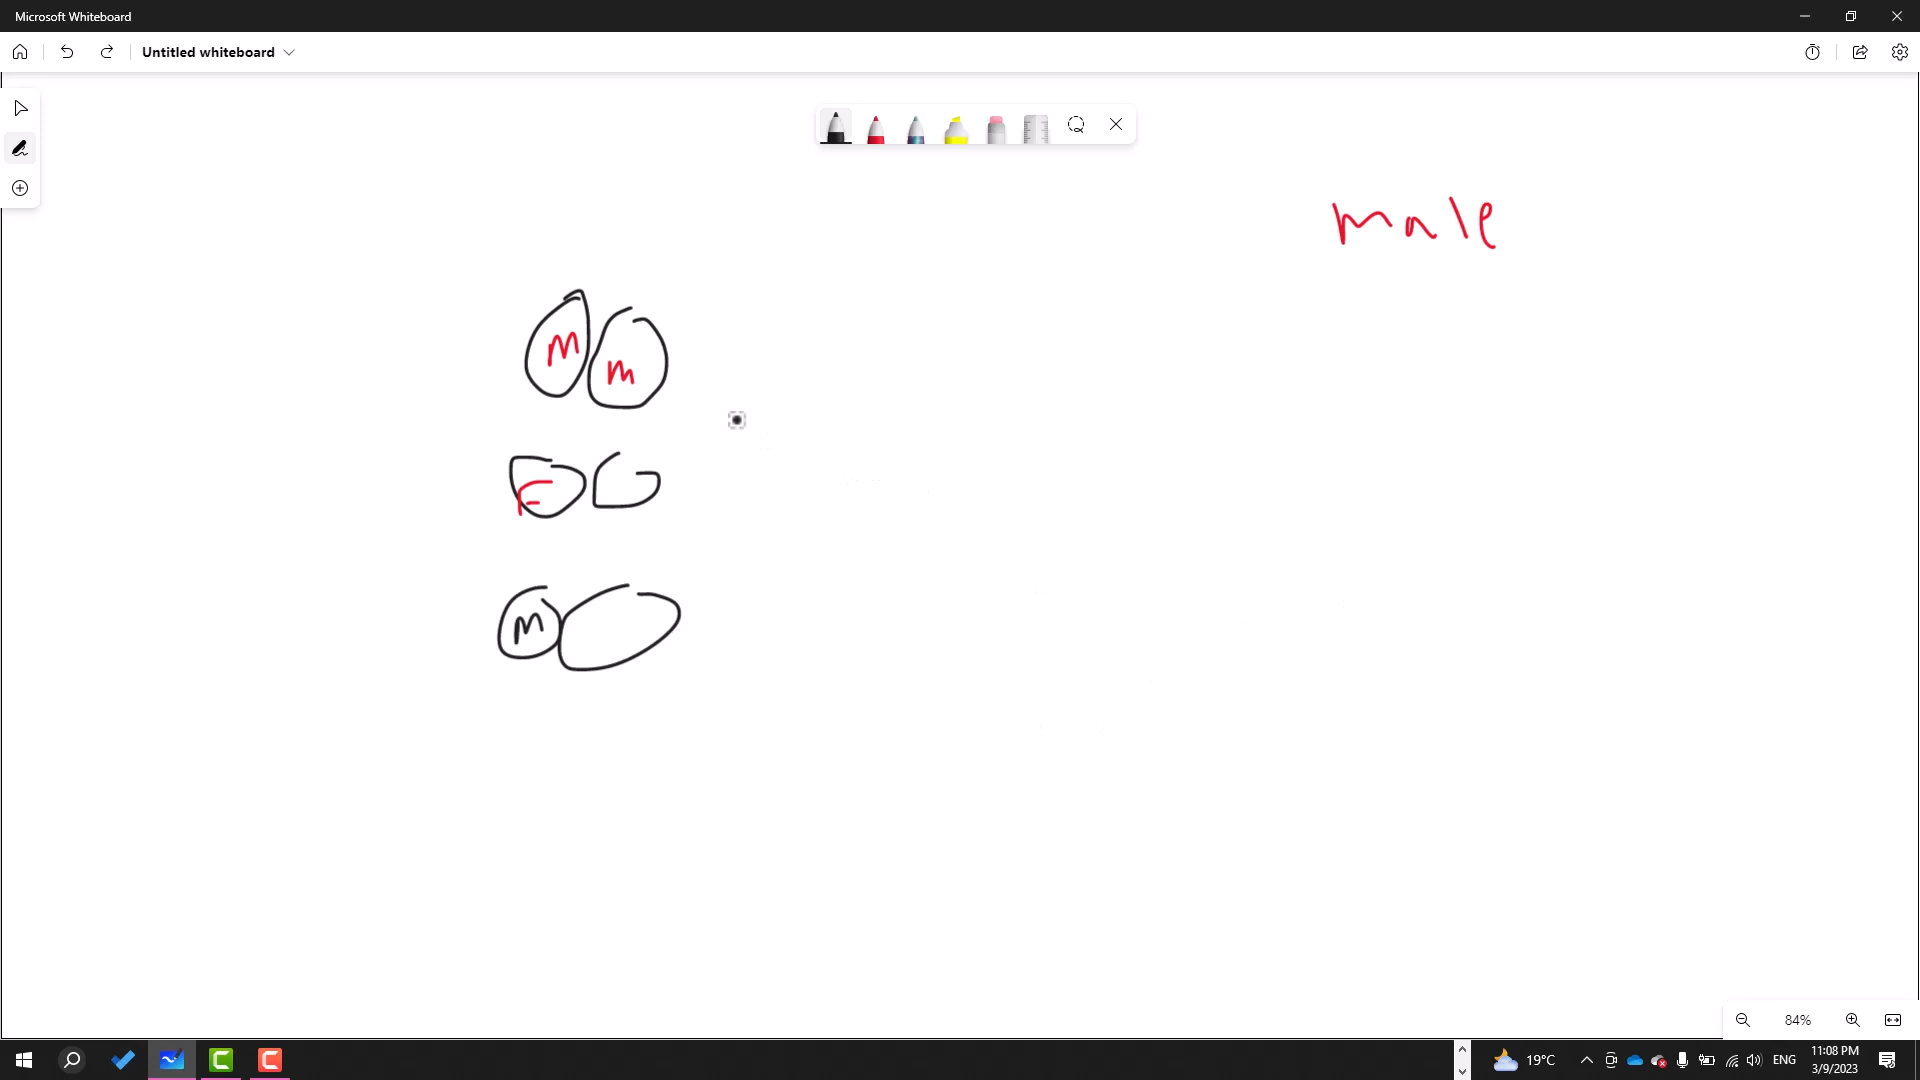 Microsoft Whiteboard
Untitled whiteboard
male
M m
F
M
84%
19°C ENG 11:08 PM
3/9/2023